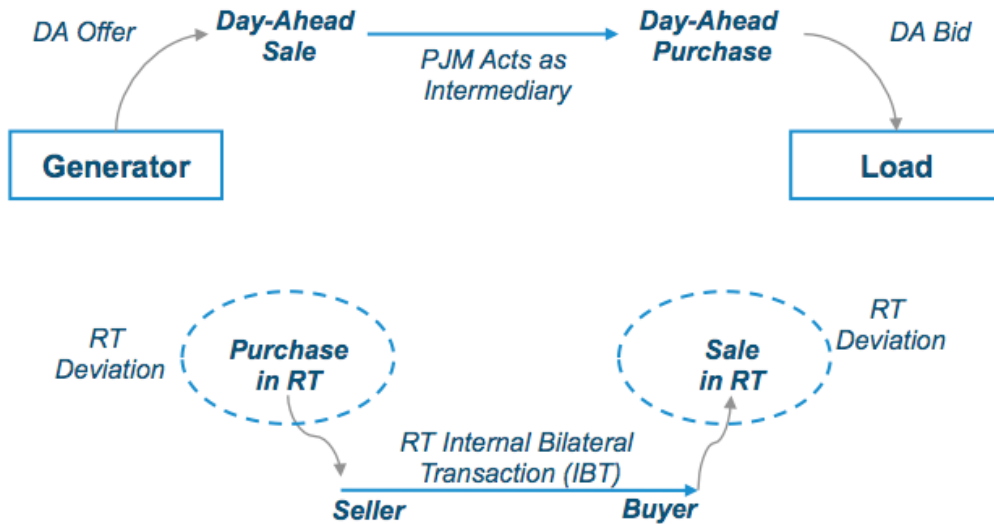 DA Offer
Day-Ahead
Sale
PJM Acts as
Intermediary
Day-Ahead
Purchase
DA Bid
Generator
Load
RT
Deviation
Purchase
in RT
Sale
in RT
RT
Deviation
RT Internal Bilateral
Transaction (IBT)
Seller
Buyer